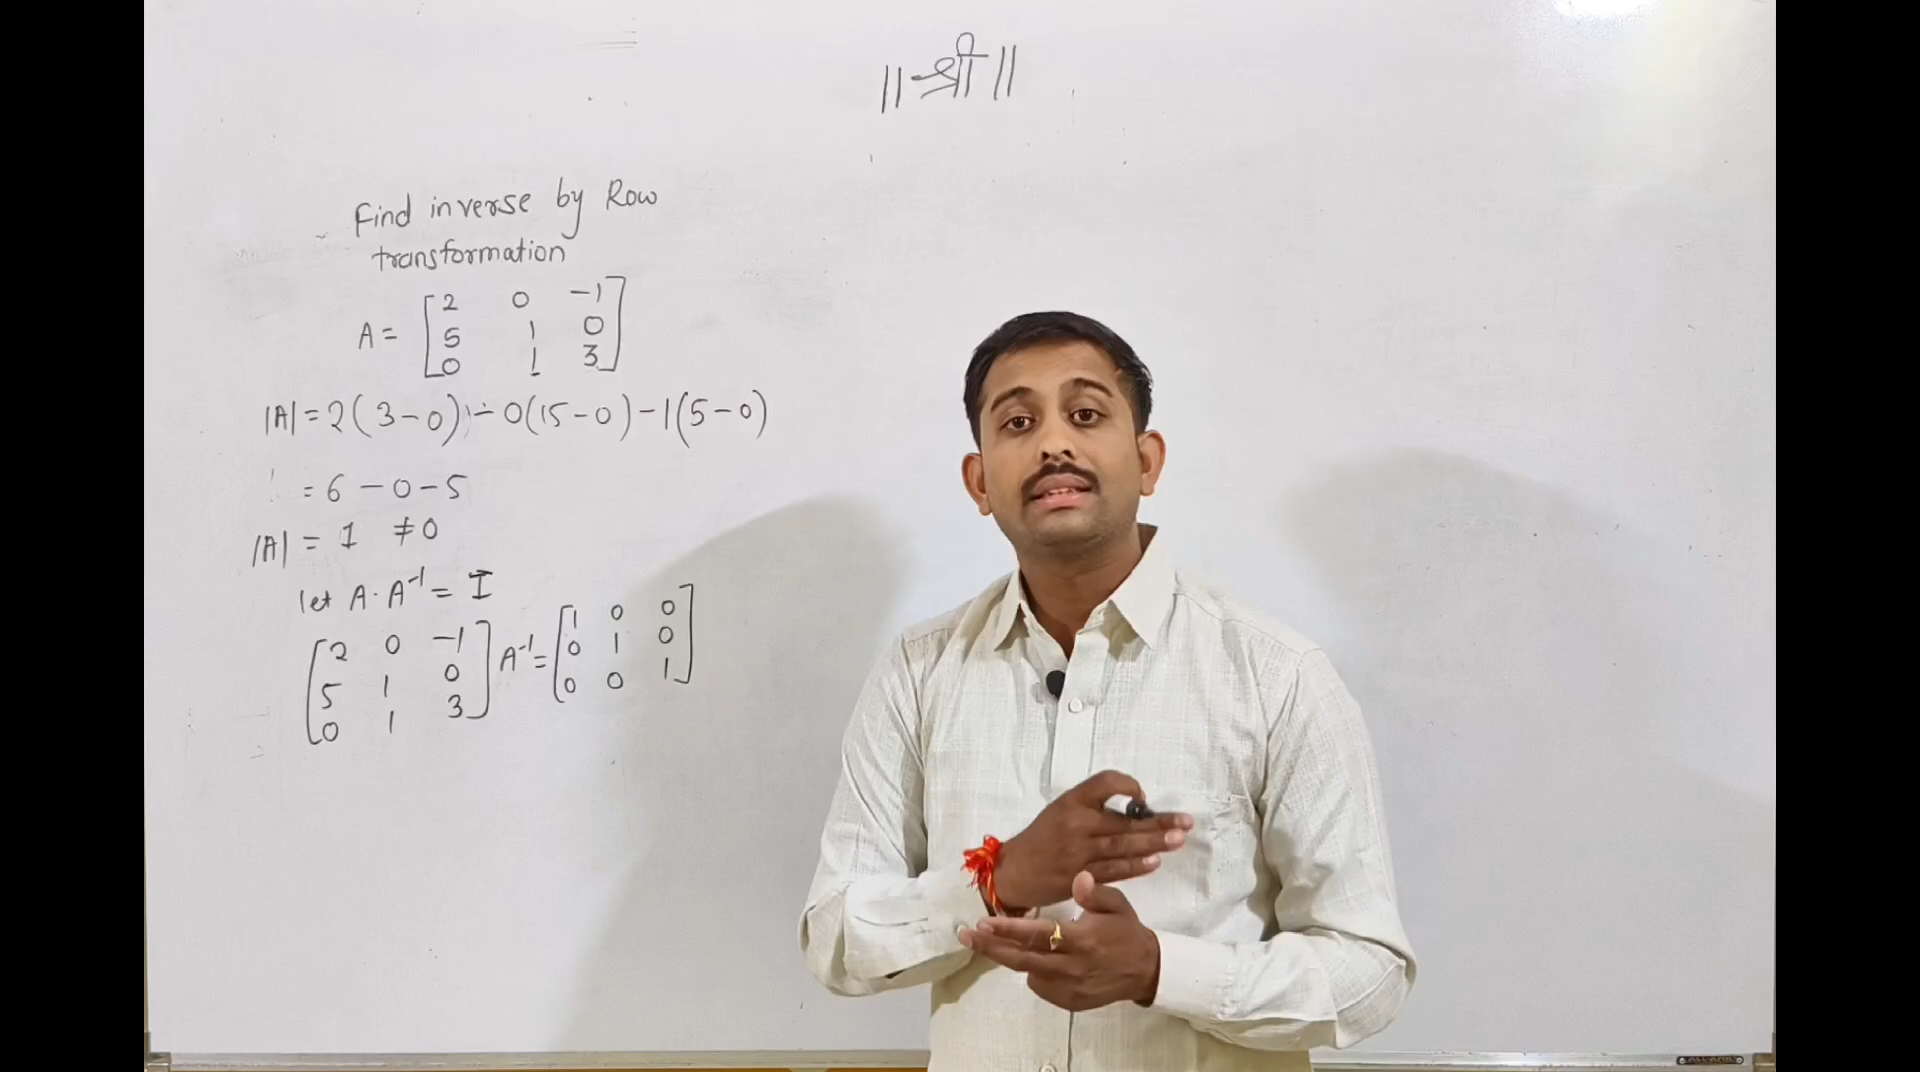 ॥ श्री ॥
Find inverse by Row
transformation
A = [2 0 -1
5 1 0
0 1 3]
|A| = 2(3-0) - 0(15-0) - 1(5-0)
= 6 - 0 - 5
|A| = 1 ≠ 0
let A · A⁻¹ = I
[2 0 -1 5 1 0 0 1 3] A⁻¹ = [1 0 0 0 1 0 0 0 1]